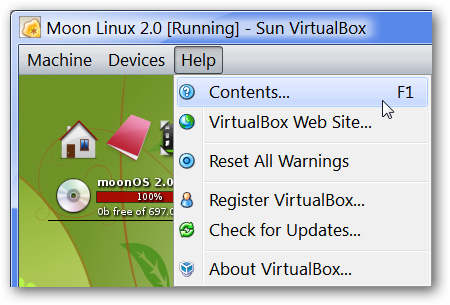 Moon Linux 2.0 [Running] - Sun VirtualBox
Machine Devices Help
Contents... F1
VirtualBox Web Site...
Reset All Warnings
Register VirtualBox...
Check for Updates...
About VirtualBox...
moonOS 2.0
100%
0b free of 697.0